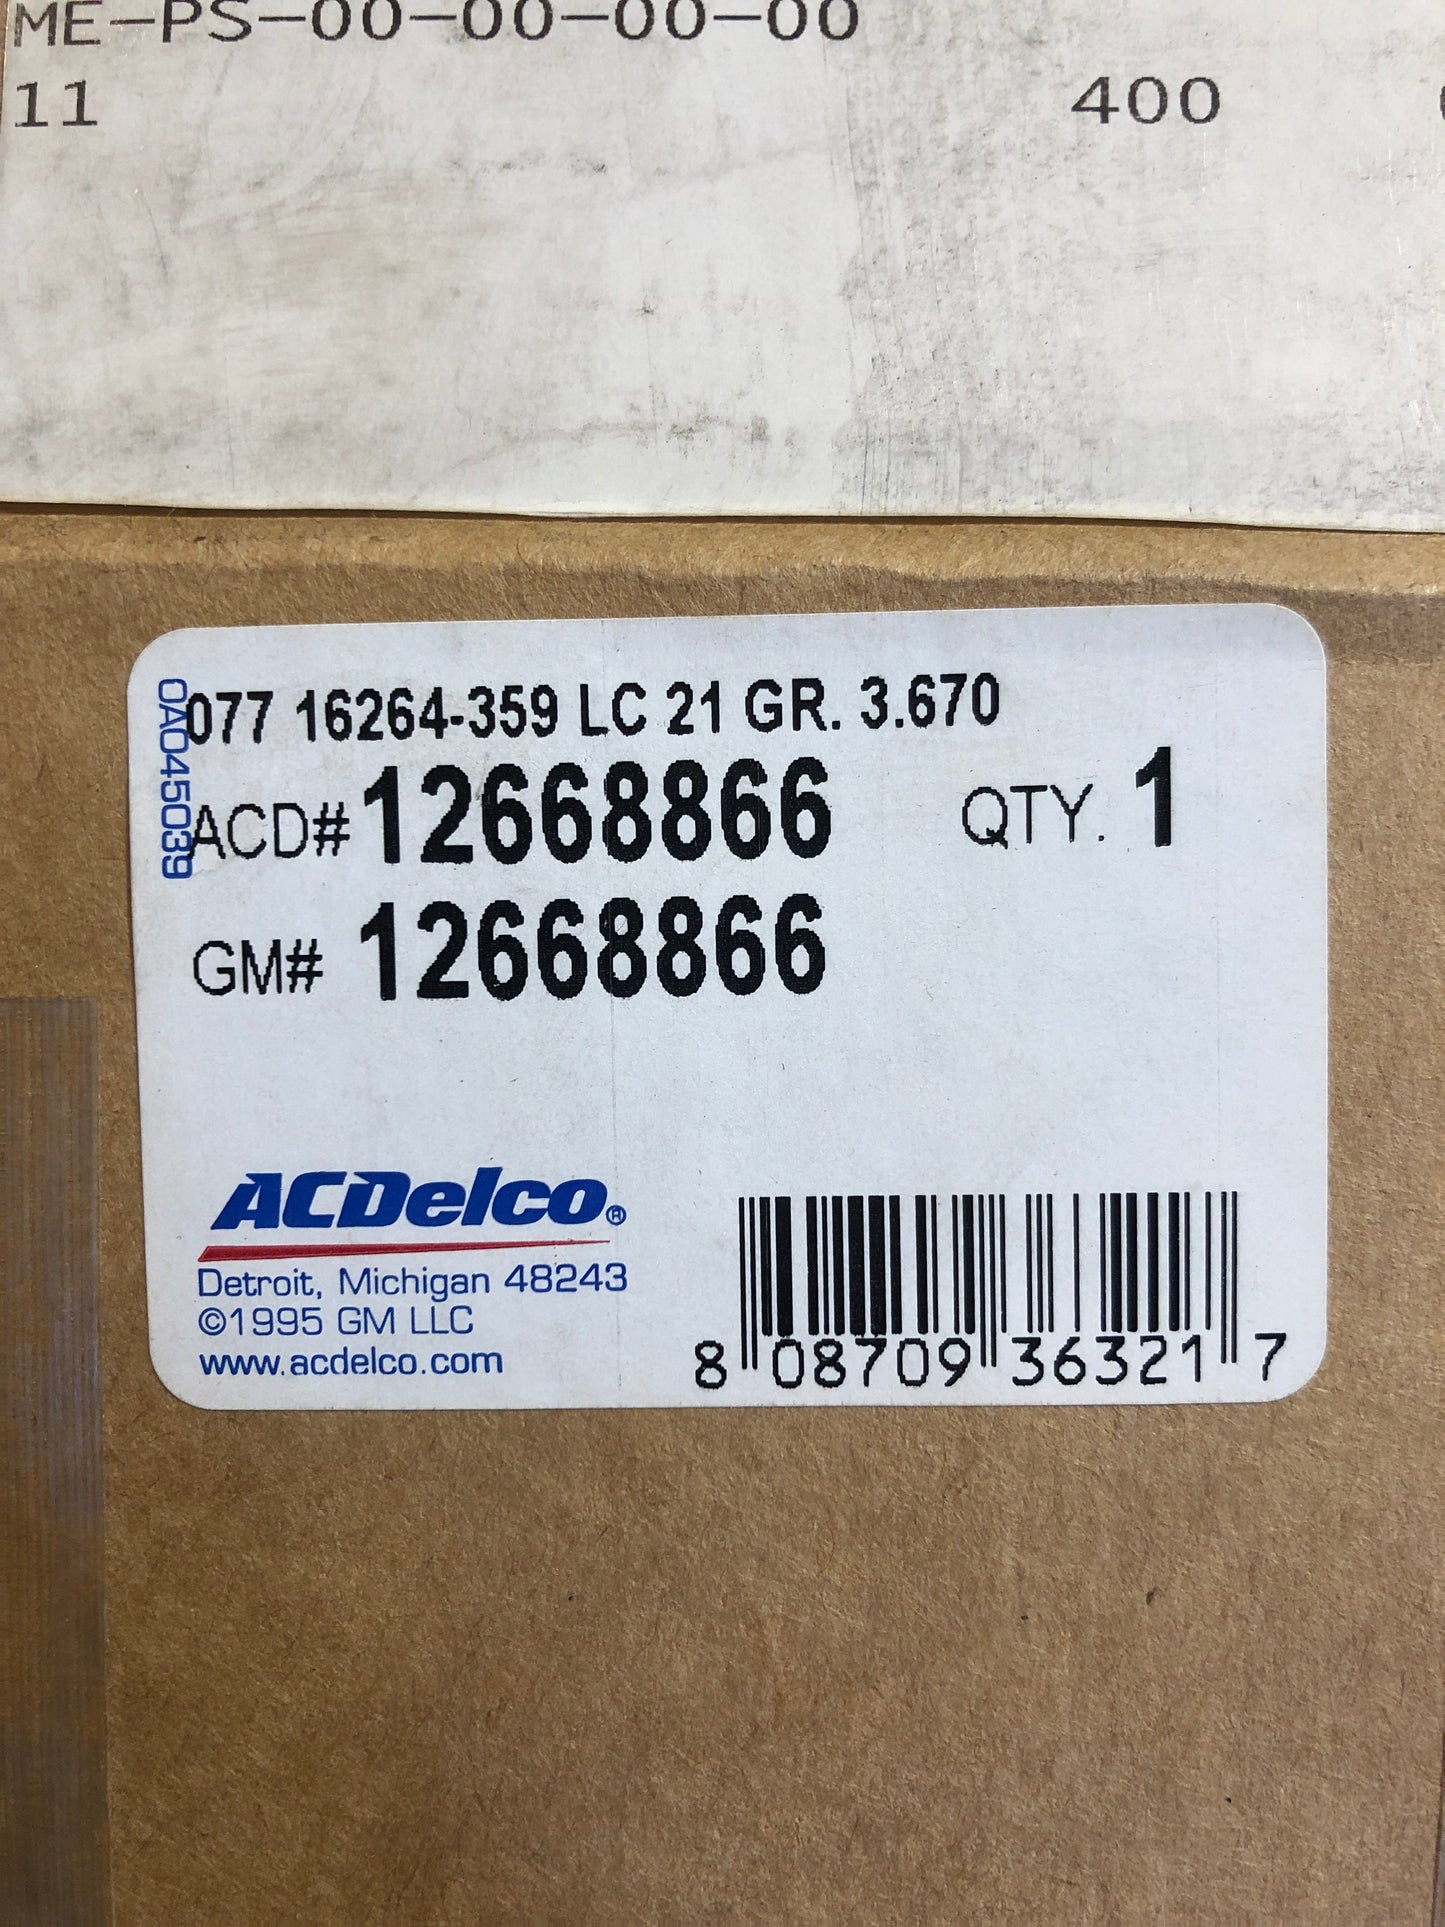 ME-PS-00-00-00-00
11 400
0A045039
077 16264-359 LC 21 GR. 3.670
ACD# 12668866 QTY. 1
GM# 12668866
ACDelco®
Detroit, Michigan 48243
©1995 GM LLC
www.acdelco.com
8 08709 36321 7